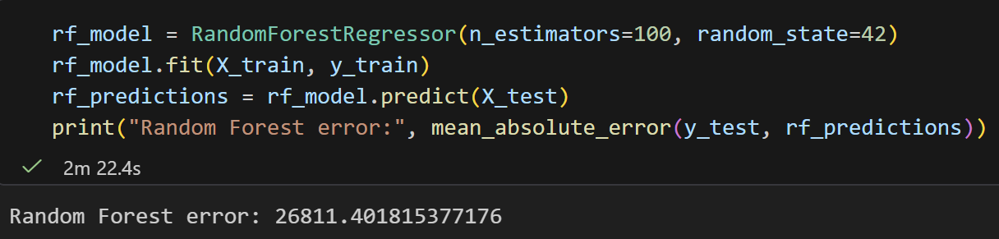 rf_model = RandomForestRegressor(n_estimators=100, random_state=42)
rf_model.fit(X_train, y_train)
rf_predictions = rf_model.predict(X_test)
print("Random Forest error:", mean_absolute_error(y_test, rf_predictions))
2m 22.4s
Random Forest error: 26811.401815377176